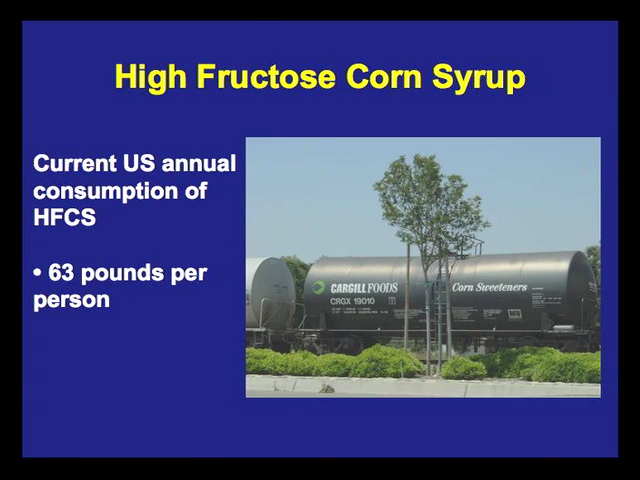 High Fructose Corn Syrup
Current US annual
consumption of
HFCS
• 63 pounds per
person
CARGILL FOODS
CRGX 19010
Corn Sweeteners